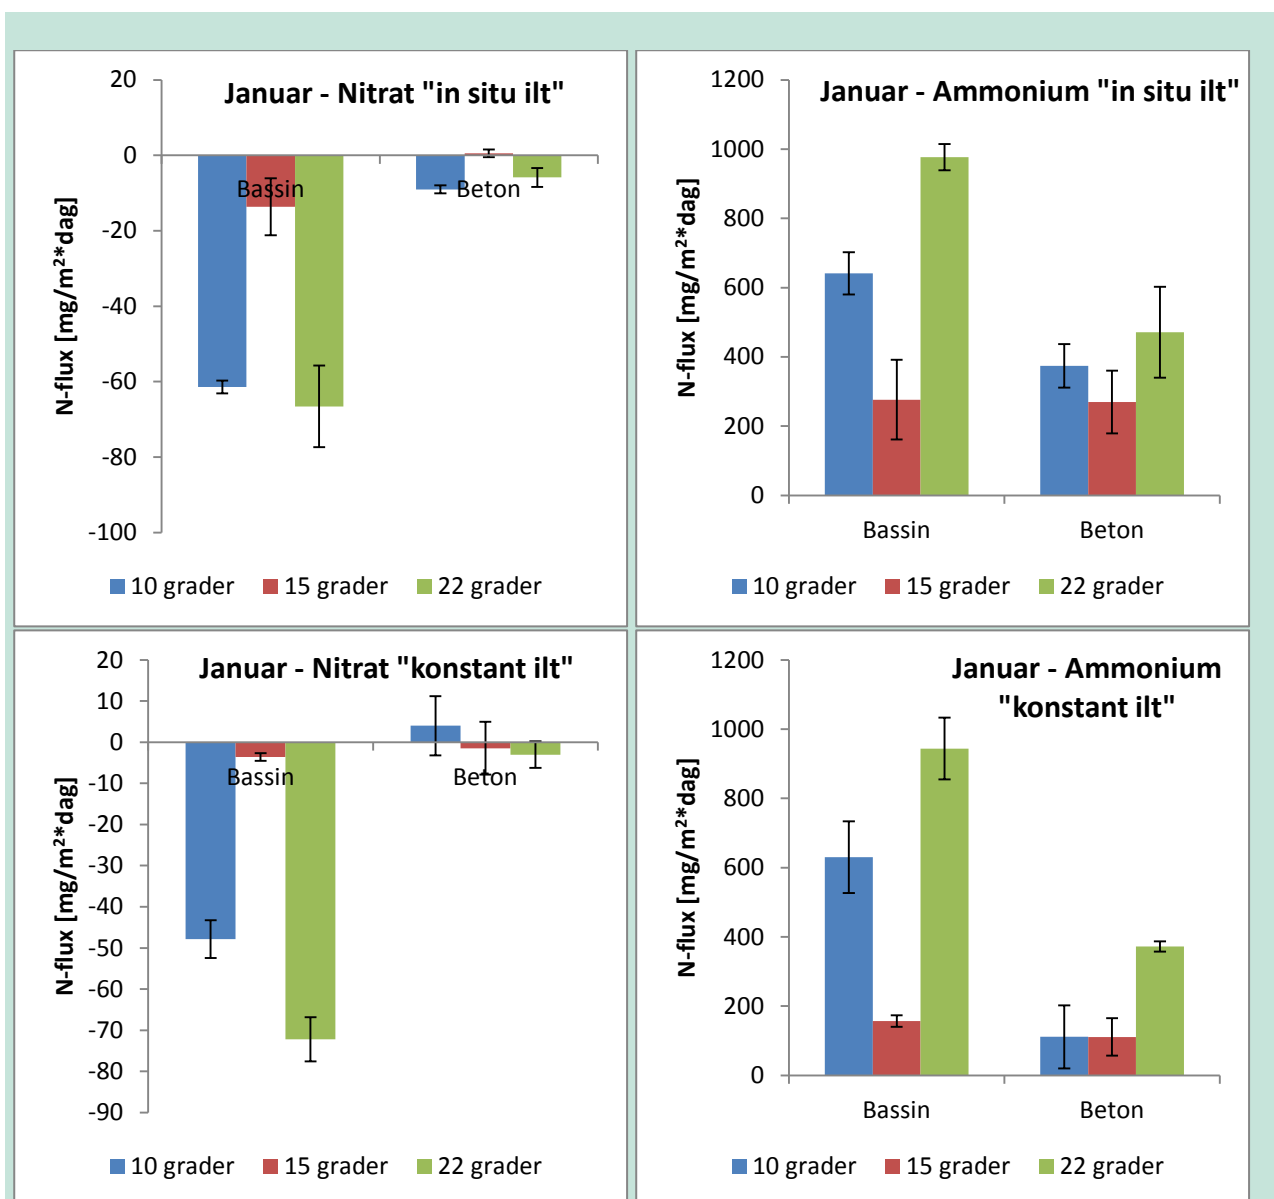 Januar - Nitrat "in situ ilt"
20
0
-20
-40
-60
-80
-100
N-flux [mg/m²*dag]
Bassin
Beton
10 grader 15 grader 22 grader
Januar - Ammonium "in situ ilt"
1200
1000
800
600
400
200
0
N-flux [mg/m²*dag]
Bassin
Beton
10 grader 15 grader 22 grader
Januar - Nitrat "konstant ilt"
20
10
0
-10
-20
-30
-40
-50
-60
-70
-80
-90
N-flux [mg/m²*dag]
Bassin
Beton
10 grader 15 grader 22 grader
Januar - Ammonium
"konstant ilt"
1200
1000
800
600
400
200
0
N-flux [mg/m²*dag]
Bassin
Beton
10 grader 15 grader 22 grader